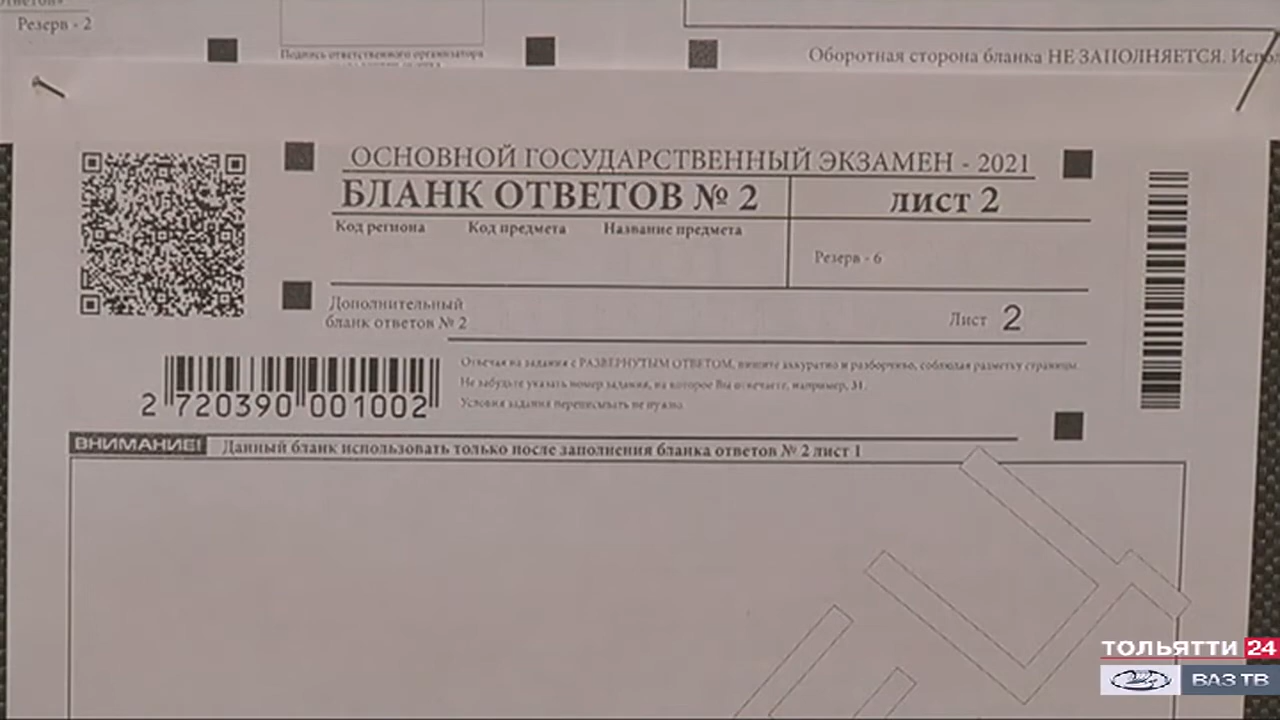 Резерв - 2
Подпись ответственного организатора
Оборотная сторона бланка НЕ ЗАПОЛНЯЕТСЯ. Испо
ОСНОВНОЙ ГОСУДАРСТВЕННЫЙ ЭКЗАМЕН - 2021
БЛАНК ОТВЕТОВ № 2
лист 2
Код региона Код предмета Название предмета
Резерв - 6
Дополнительный
бланк ответов № 2
Лист 2
Отвечая на задания с РАЗВЕРНУТЫМ ОТВЕТОМ, пишите аккуратно и разборчиво, соблюдая разметку страницы.
Не забудьте указать номер задания, на которое Вы отвечаете, например, 31.
Условия задания переписывать не нужно.
2 720390 001002
ВНИМАНИЕ! Данный бланк использовать только после заполнения бланка ответов № 2 лист 1
ТОЛЬЯТТИ 24
ВАЗ ТВ